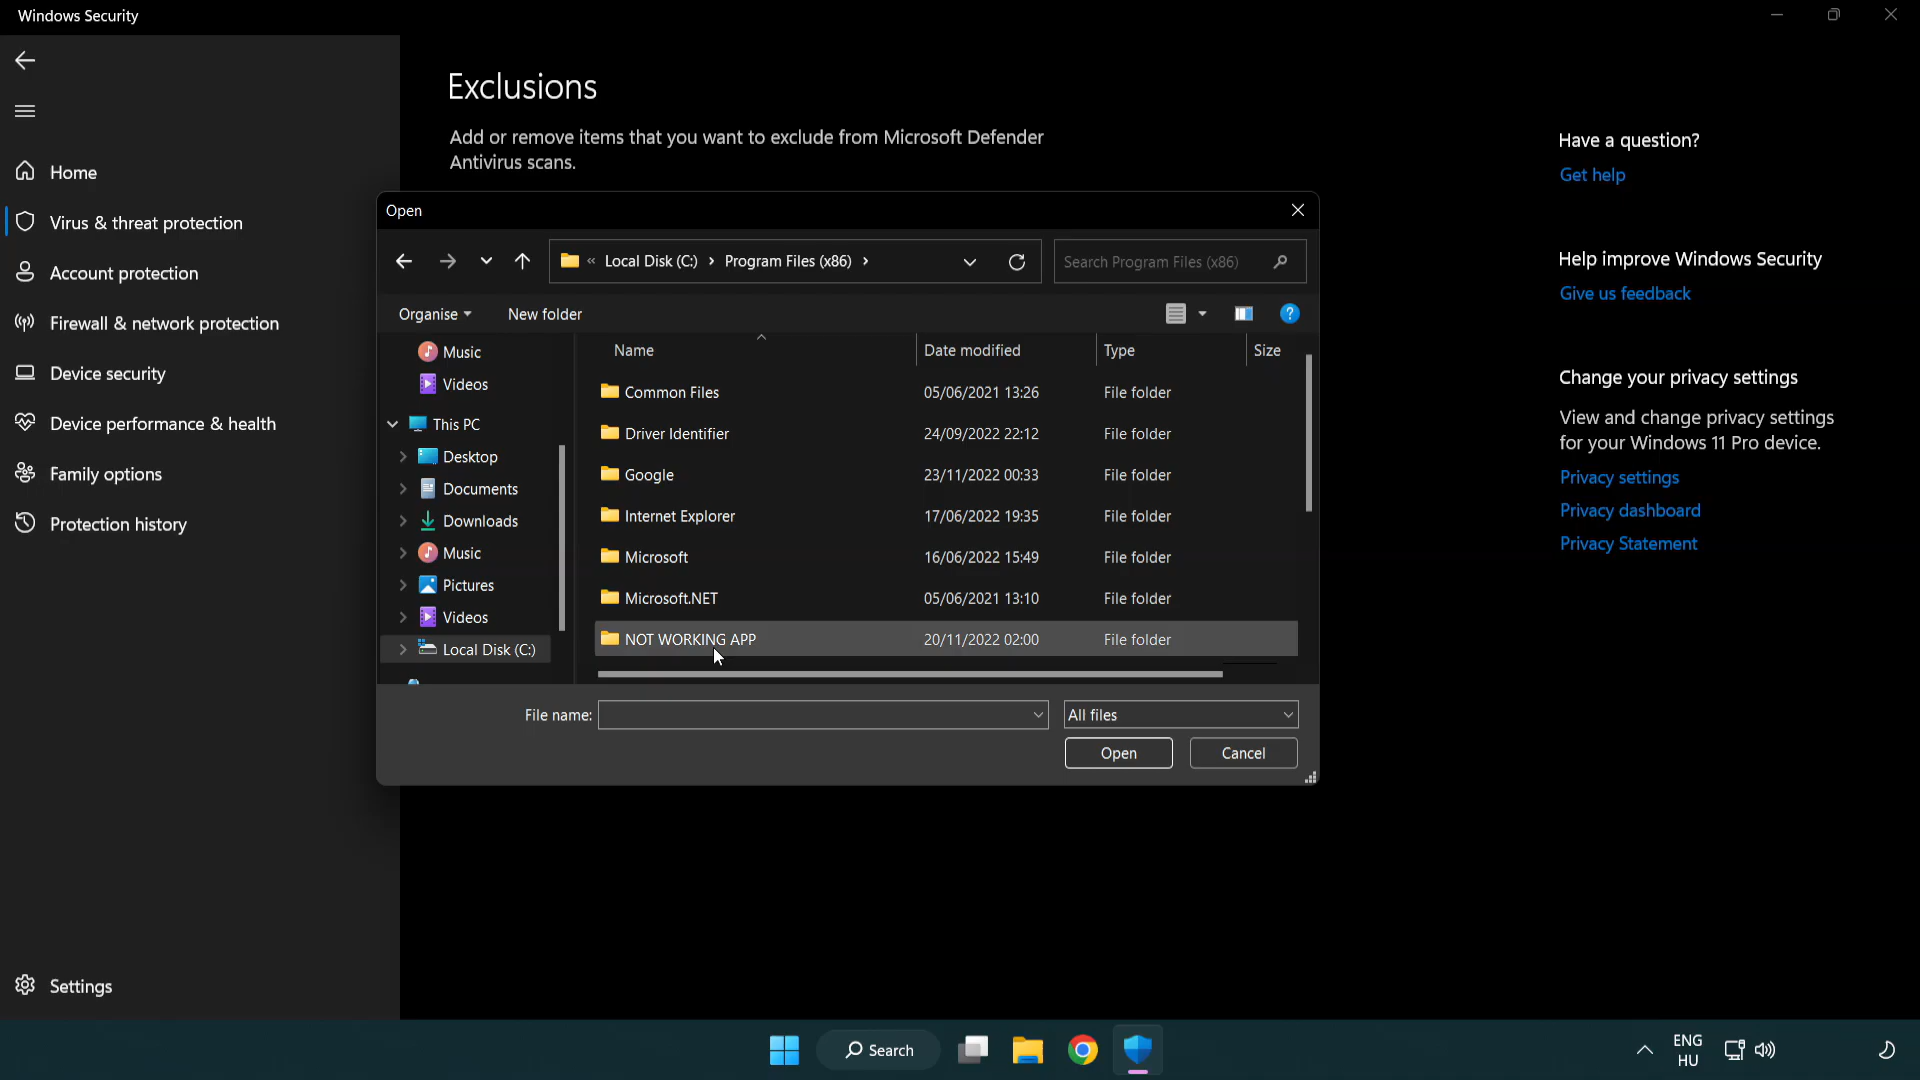 Windows Security
Home
Virus & threat protection
Account protection
Firewall & network protection
Device security
Device performance & health
Family options
Protection history
Settings
Exclusions
Add or remove items that you want to exclude from Microsoft Defender
Antivirus scans.
Open
« Local Disk (C:) › Program Files (x86) ›
Search Program Files (x86)
Organise
New folder
Music
Videos
This PC
Desktop
Documents
Downloads
Music
Pictures
Videos
Local Disk (C:)
Name Date modified Type Size
Common Files 05/06/2021 13:26 File folder
Driver Identifier 24/09/2022 22:12 File folder
Google 23/11/2022 00:33 File folder
Internet Explorer 17/06/2022 19:35 File folder
Microsoft 16/06/2022 15:49 File folder
Microsoft.NET 05/06/2021 13:10 File folder
NOT WORKING APP 20/11/2022 02:00 File folder
File name:
All files
Open
Cancel
Have a question?
Get help
Help improve Windows Security
Give us feedback
Change your privacy settings
View and change privacy settings
for your Windows 11 Pro device.
Privacy settings
Privacy dashboard
Privacy Statement
Search
ENG
HU